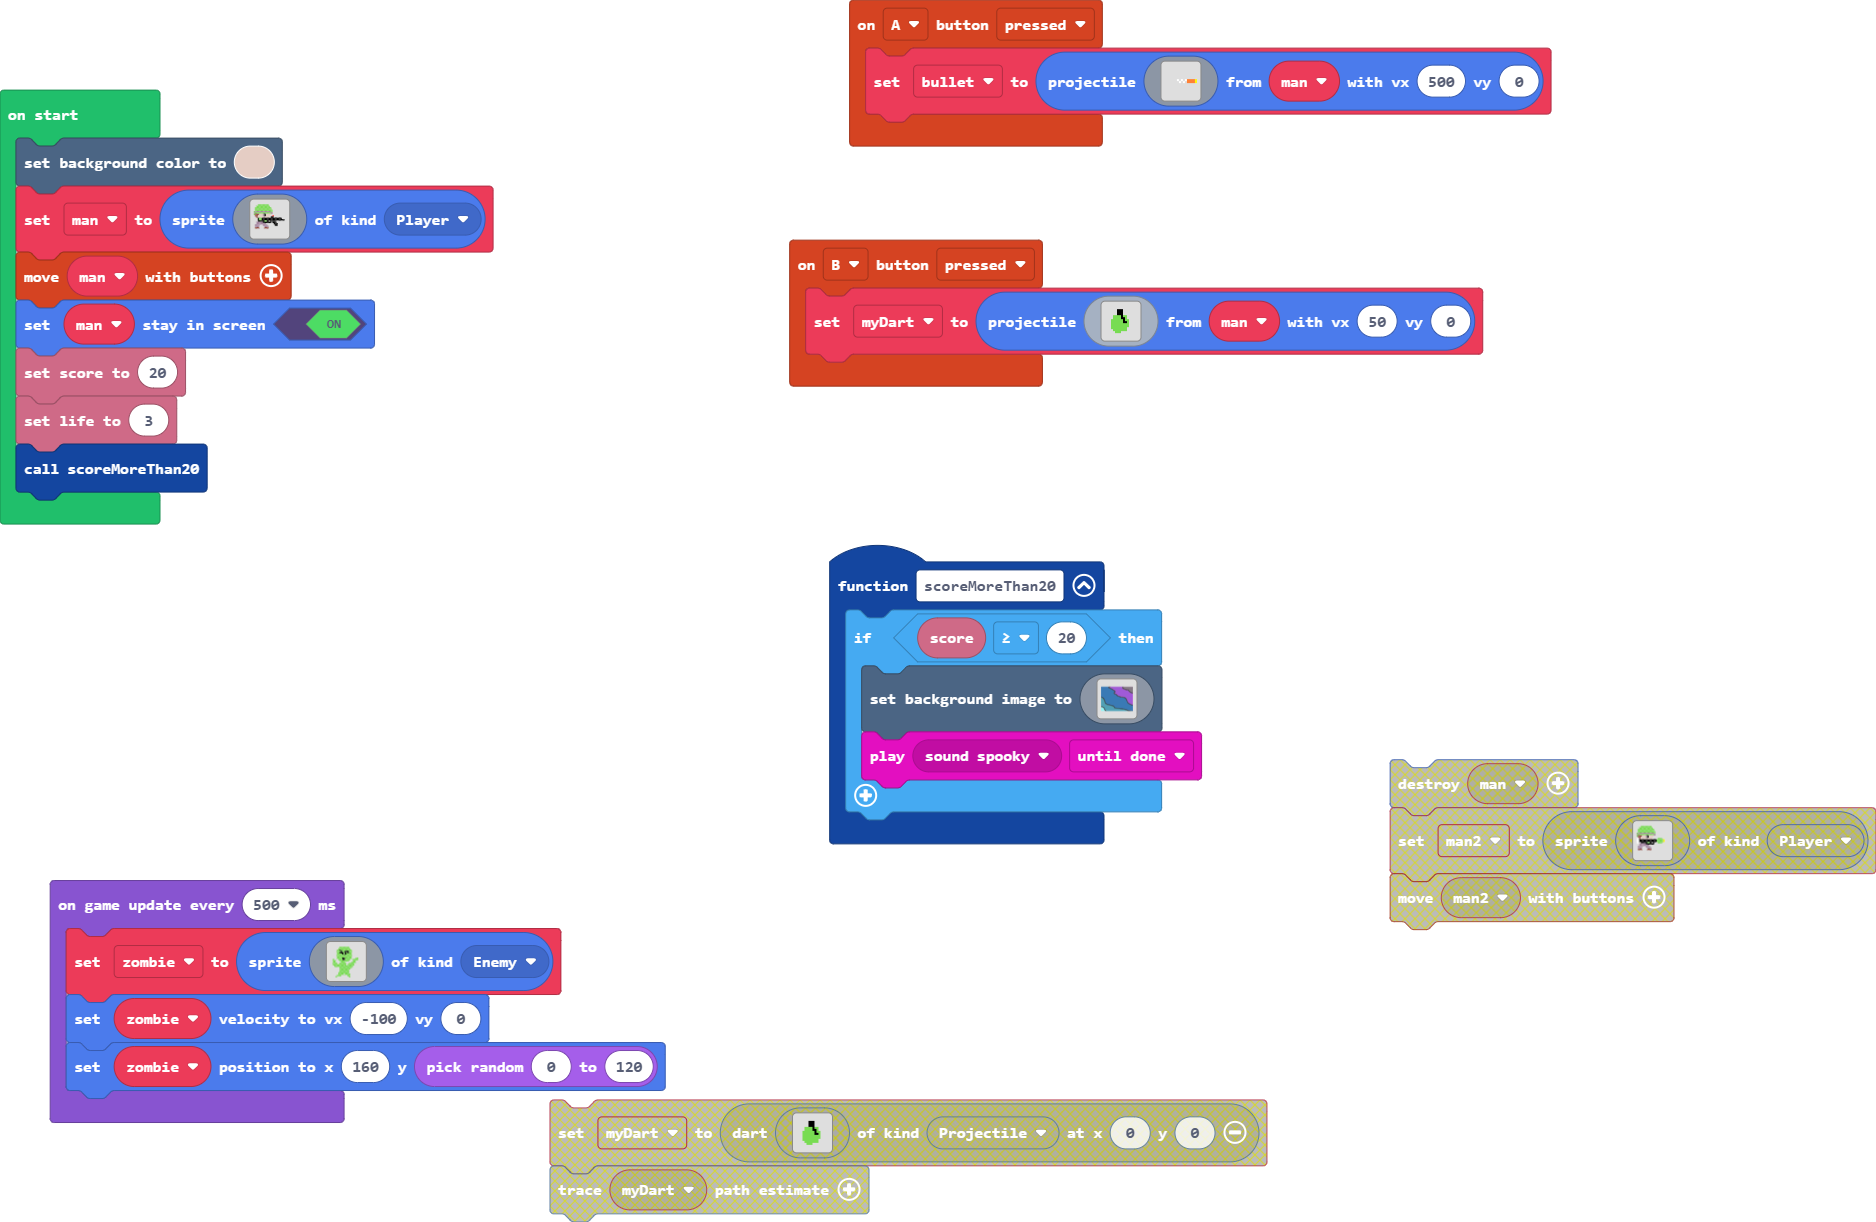 on start
set background color to
set man to sprite of kind Player
move man with buttons
set man stay in screen ON
set score to 20
set life to 3
call scoreMoreThan20
on A button pressed
set bullet to projectile from man with vx 500 vy 0
on B button pressed
set myDart to projectile from man with vx 50 vy 0
function scoreMoreThan20
if score ≥ 20 then
set background image to
play sound spooky until done
destroy man
set man2 to sprite of kind Player
move man2 with buttons
on game update every 500 ms
set zombie to sprite of kind Enemy
set zombie velocity to vx -100 vy 0
set zombie position to x 160 y pick random 0 to 120
set myDart to dart of kind Projectile at x 0 y 0
trace myDart path estimate